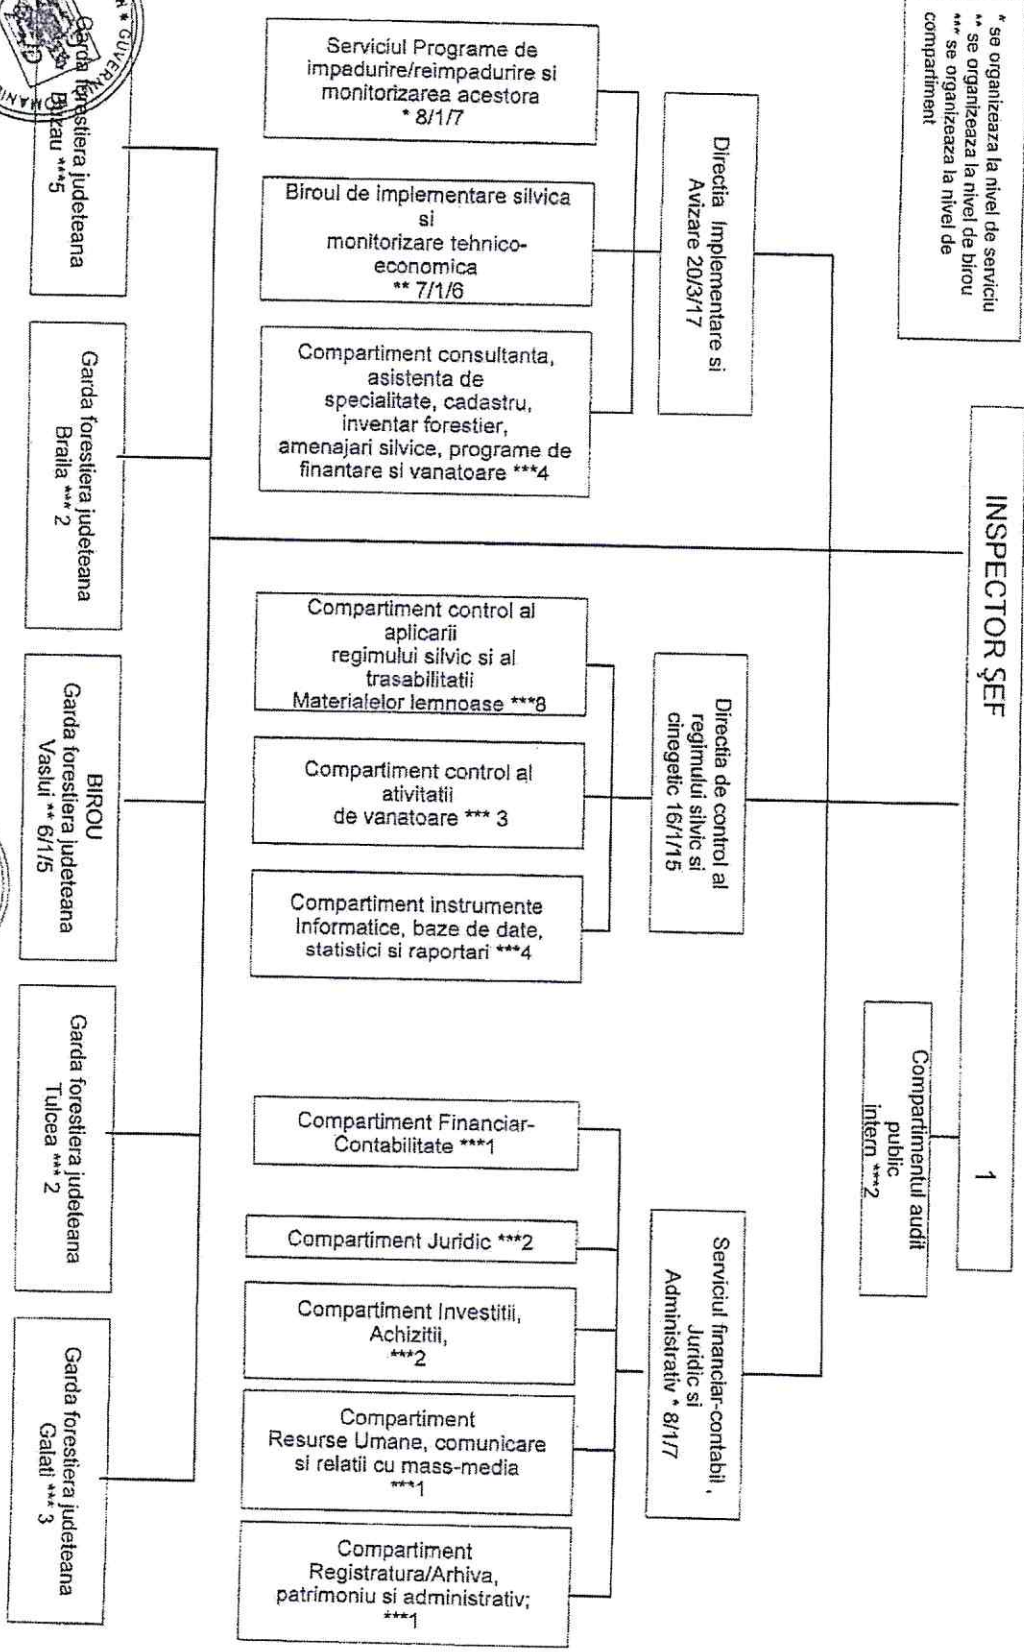 * se organizeaza la nivel de serviciu
** se organizeaza la nivel de birou
*** se organizeaza la nivel de
compartiment
INSPECTOR ŞEF
1
Compartimentul audit
public
intern ***2
Directia Implementare si
Avizare 20/3/17
Directia de control al
regimului silvic si
cinegetic 16/1/15
Serviciul financiar-contabil ,
Juridic si
Administrativ * 8/1/7
Serviciul Programe de
impadurire/reimpadurire si
monitorizarea acestora
* 8/1/7
Biroul de implementare silvica
si
monitorizare tehnico-
economica
** 7/1/6
Compartiment consultanta,
asistenta de
specialitate, cadastru,
inventar forestier,
amenajari silvice, programe de
finantare si vanatoare ***4
Compartiment control al
aplicarii
regimului silvic si al
trasabilitatii
Materialelor lemnoase ***8
Compartiment control al
ativitatii
de vanatoare *** 3
Compartiment instrumente
Informatice, baze de date,
statistici si raportari ***4
Compartiment Financiar-
Contabilitate ***1
Compartiment Juridic ***2
Compartiment Investitii,
Achizitii,
***2
Compartiment
Resurse Umane, comunicare
si relatii cu mass-media
***1
Compartiment
Registratura/Arhiva,
patrimoniu si administrativ;
***1
Garda forestiera judeteana
Buzau ***5
Garda forestiera judeteana
Braila *** 2
BIROU
Garda forestiera judeteana
Vaslui ** 6/1/5
Garda forestiera judeteana
Tulcea *** 2
Garda forestiera judeteana
Galati *** 3